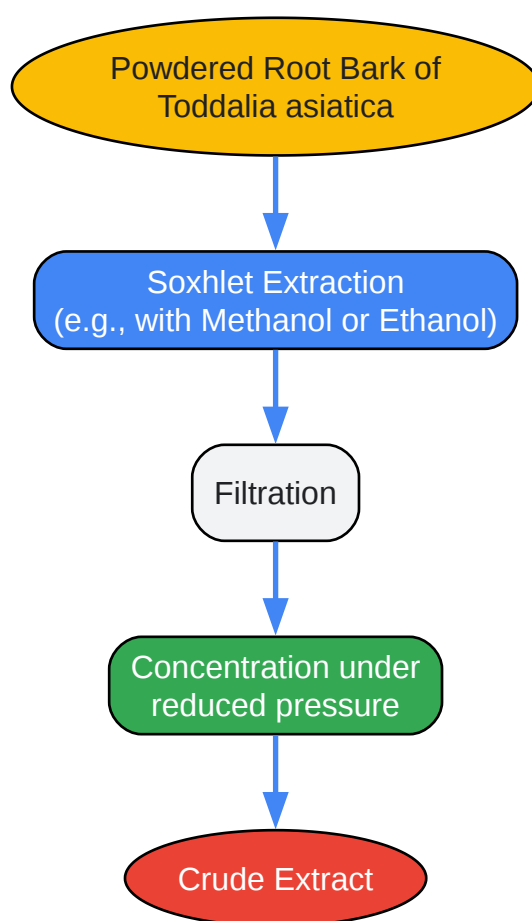 Powdered Root Bark of
Toddalia asiatica
Soxhlet Extraction
(e.g., with Methanol or Ethanol)
Filtration
Concentration under
reduced pressure
Crude Extract